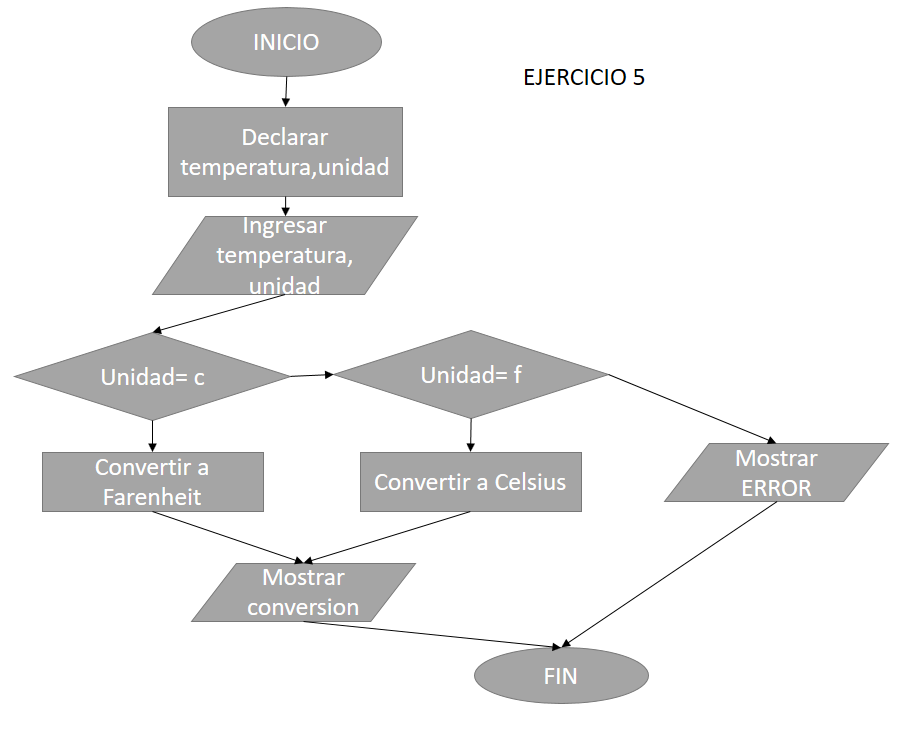 INICIO
EJERCICIO 5
Declarar
temperatura,unidad
Ingresar
temperatura,
unidad
Unidad= c
Unidad= f
Convertir a
Farenheit
Convertir a Celsius
Mostrar
ERROR
Mostrar
conversion
FIN